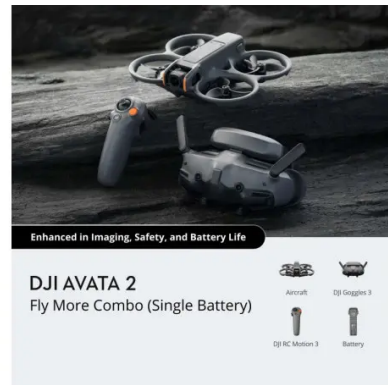 Enhanced in Imaging, Safety, and Battery Life
DJI AVATA 2
Fly More Combo (Single Battery)
Aircraft
DJI Goggles 3
DJI RC Motion 3
Battery